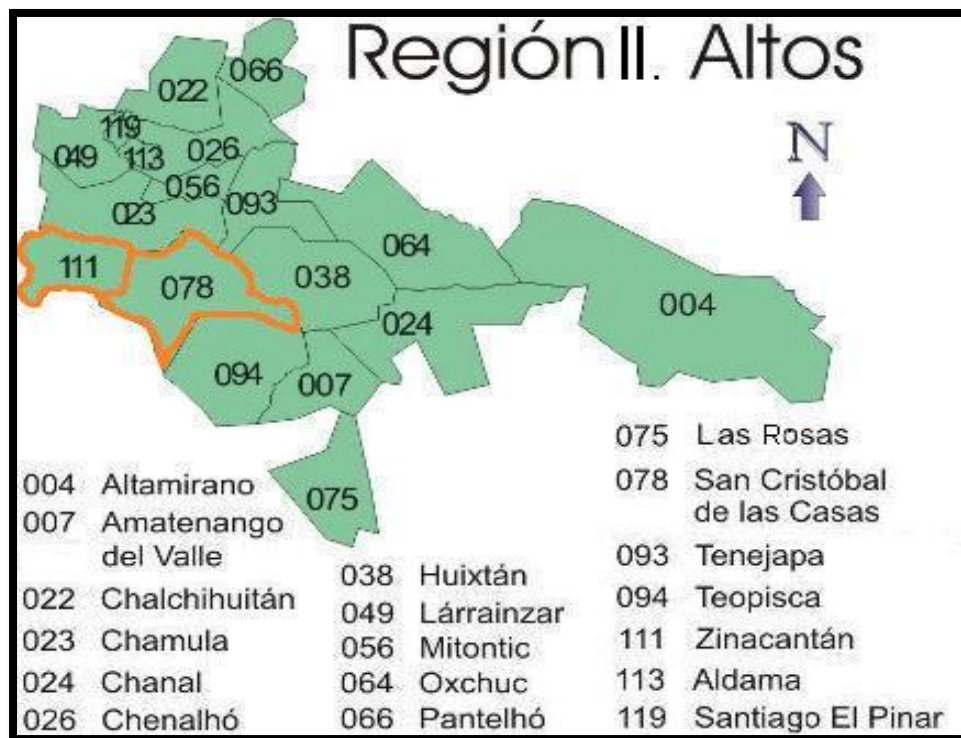 Región II. Altos
066
022
N
119
049
113
026
056
093
023
064
111
078
038
004
024
094
007
075
004 Altamirano
007 Amatenango
del Valle
022 Chalchihuitán
023 Chamula
024 Chanal
026 Chenalhó
038 Huixtán
049 Lárrainzar
056 Mitontic
064 Oxchuc
066 Pantelhó
075 Las Rosas
078 San Cristóbal
de las Casas
093 Tenejapa
094 Teopisca
111 Zinacantán
113 Aldama
119 Santiago El Pinar